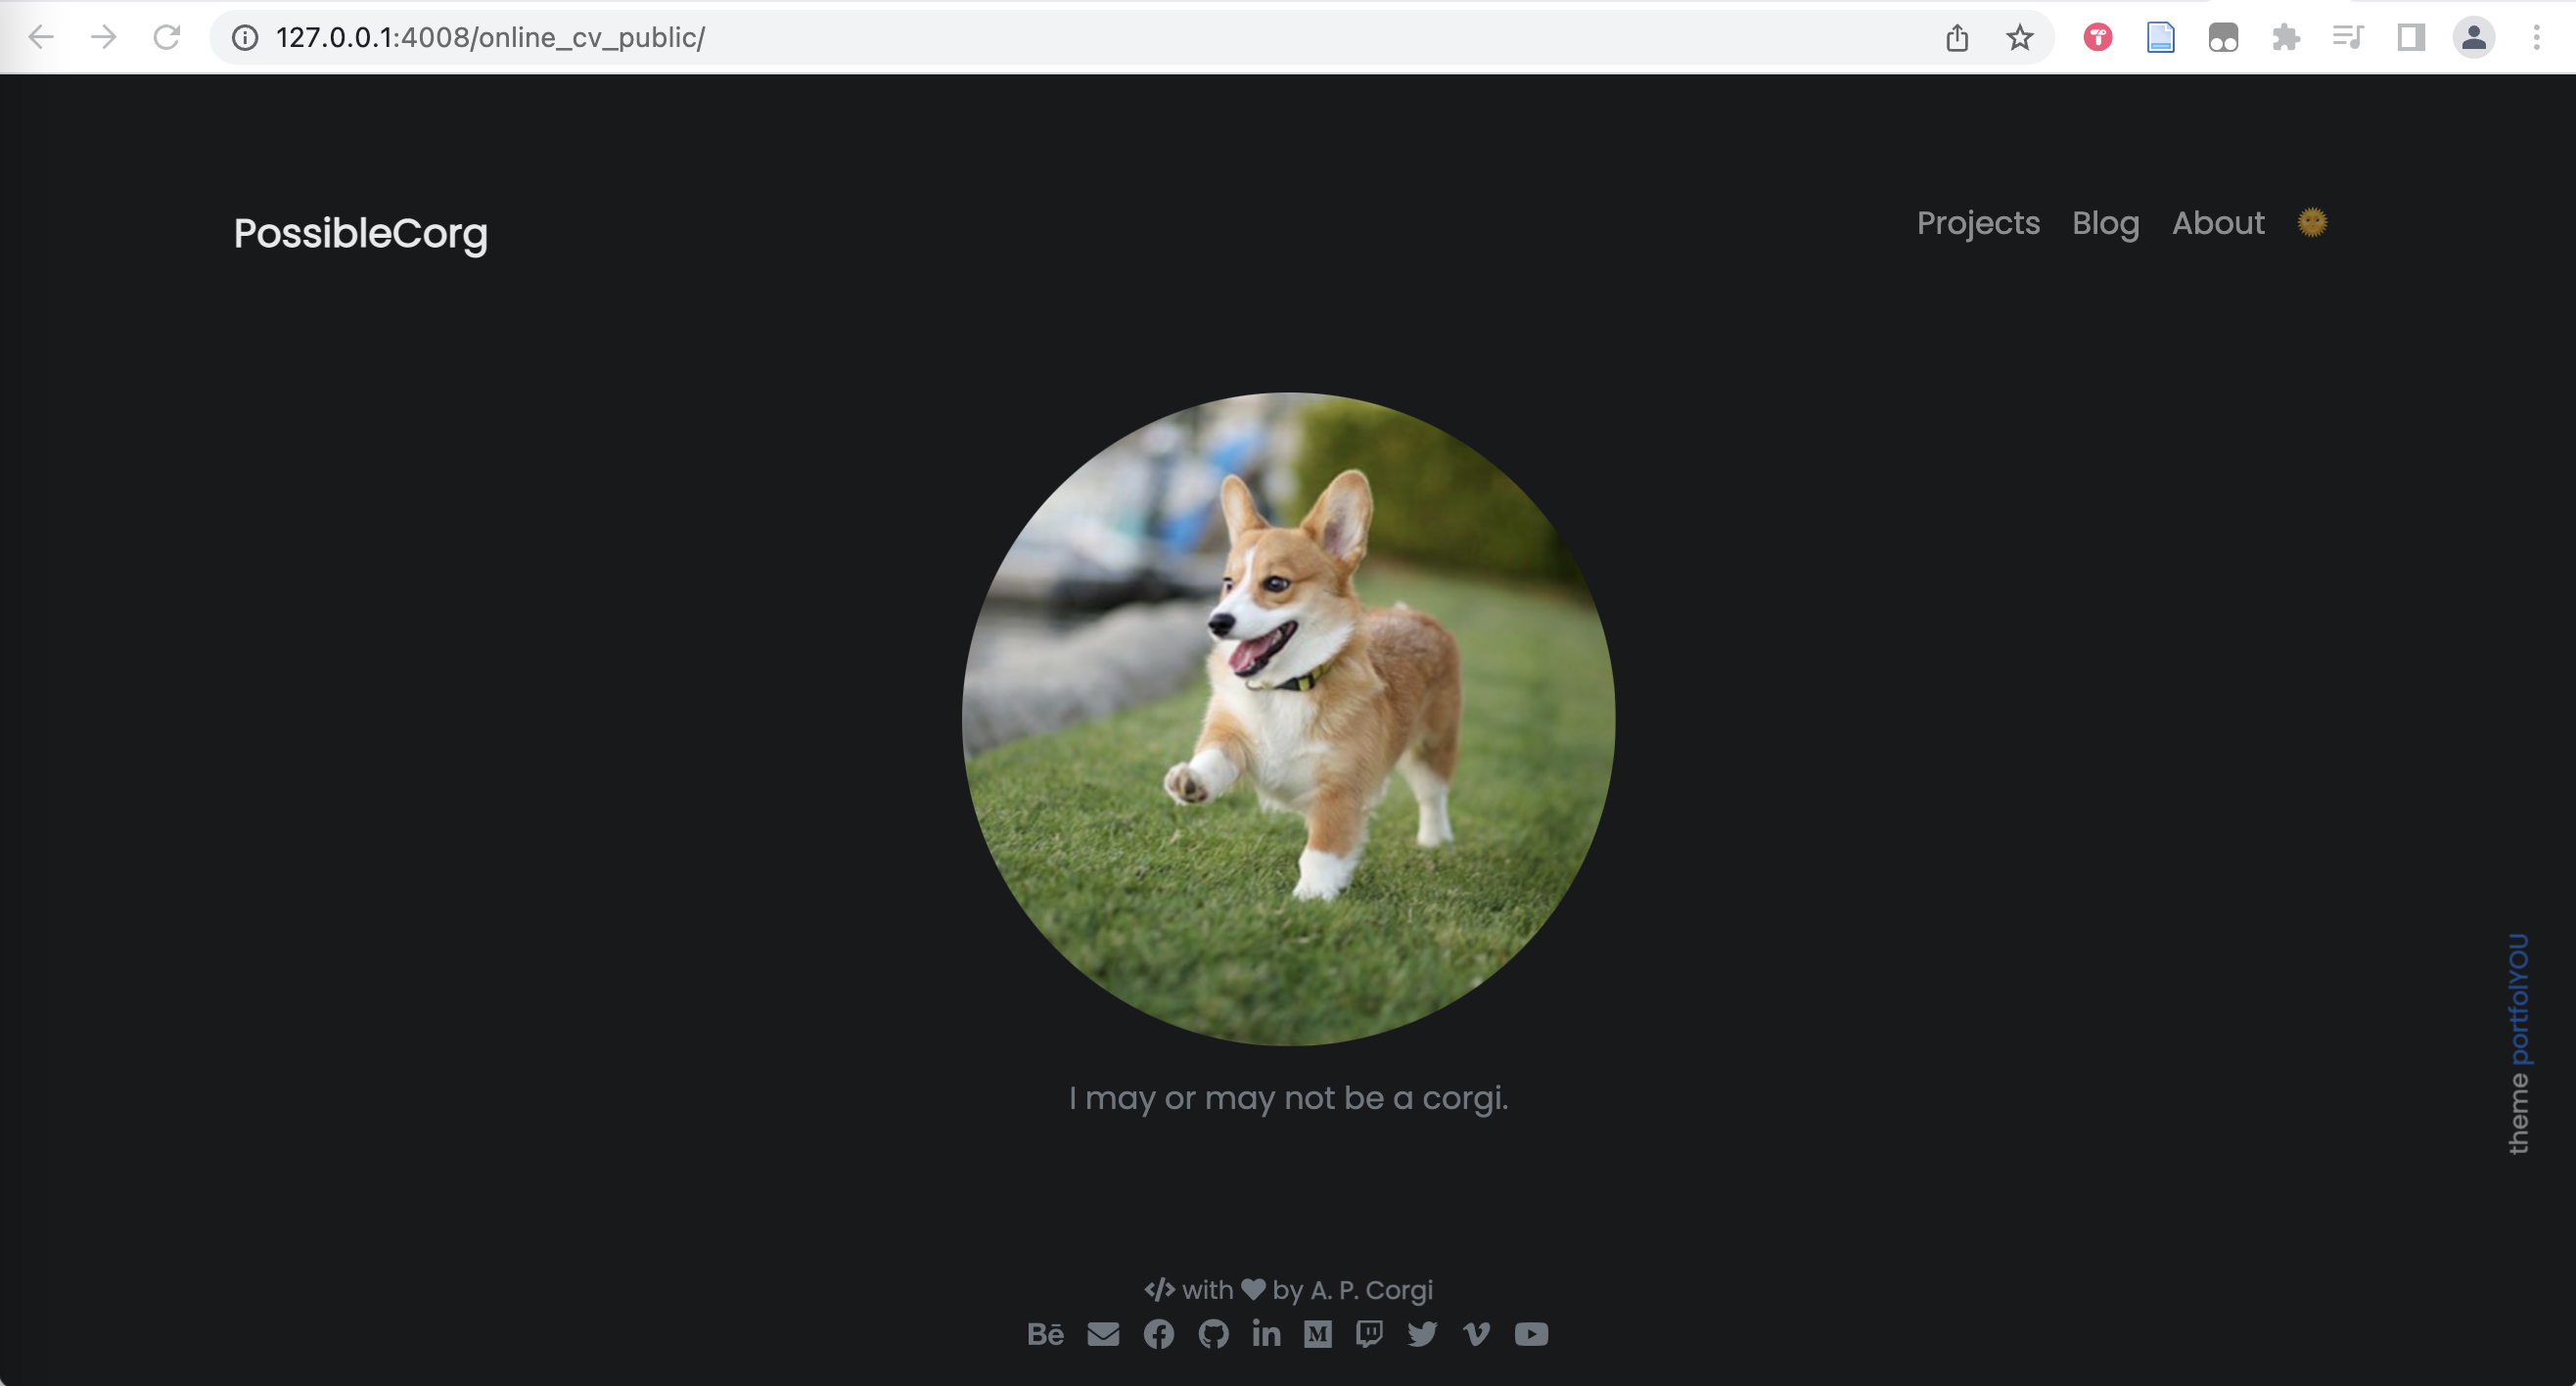 127.0.0.1:4008/online_cv_public/
PossibleCorg
Projects Blog About
I may or may not be a corgi.
theme portfolYOU
</> with ♥ by A. P. Corgi